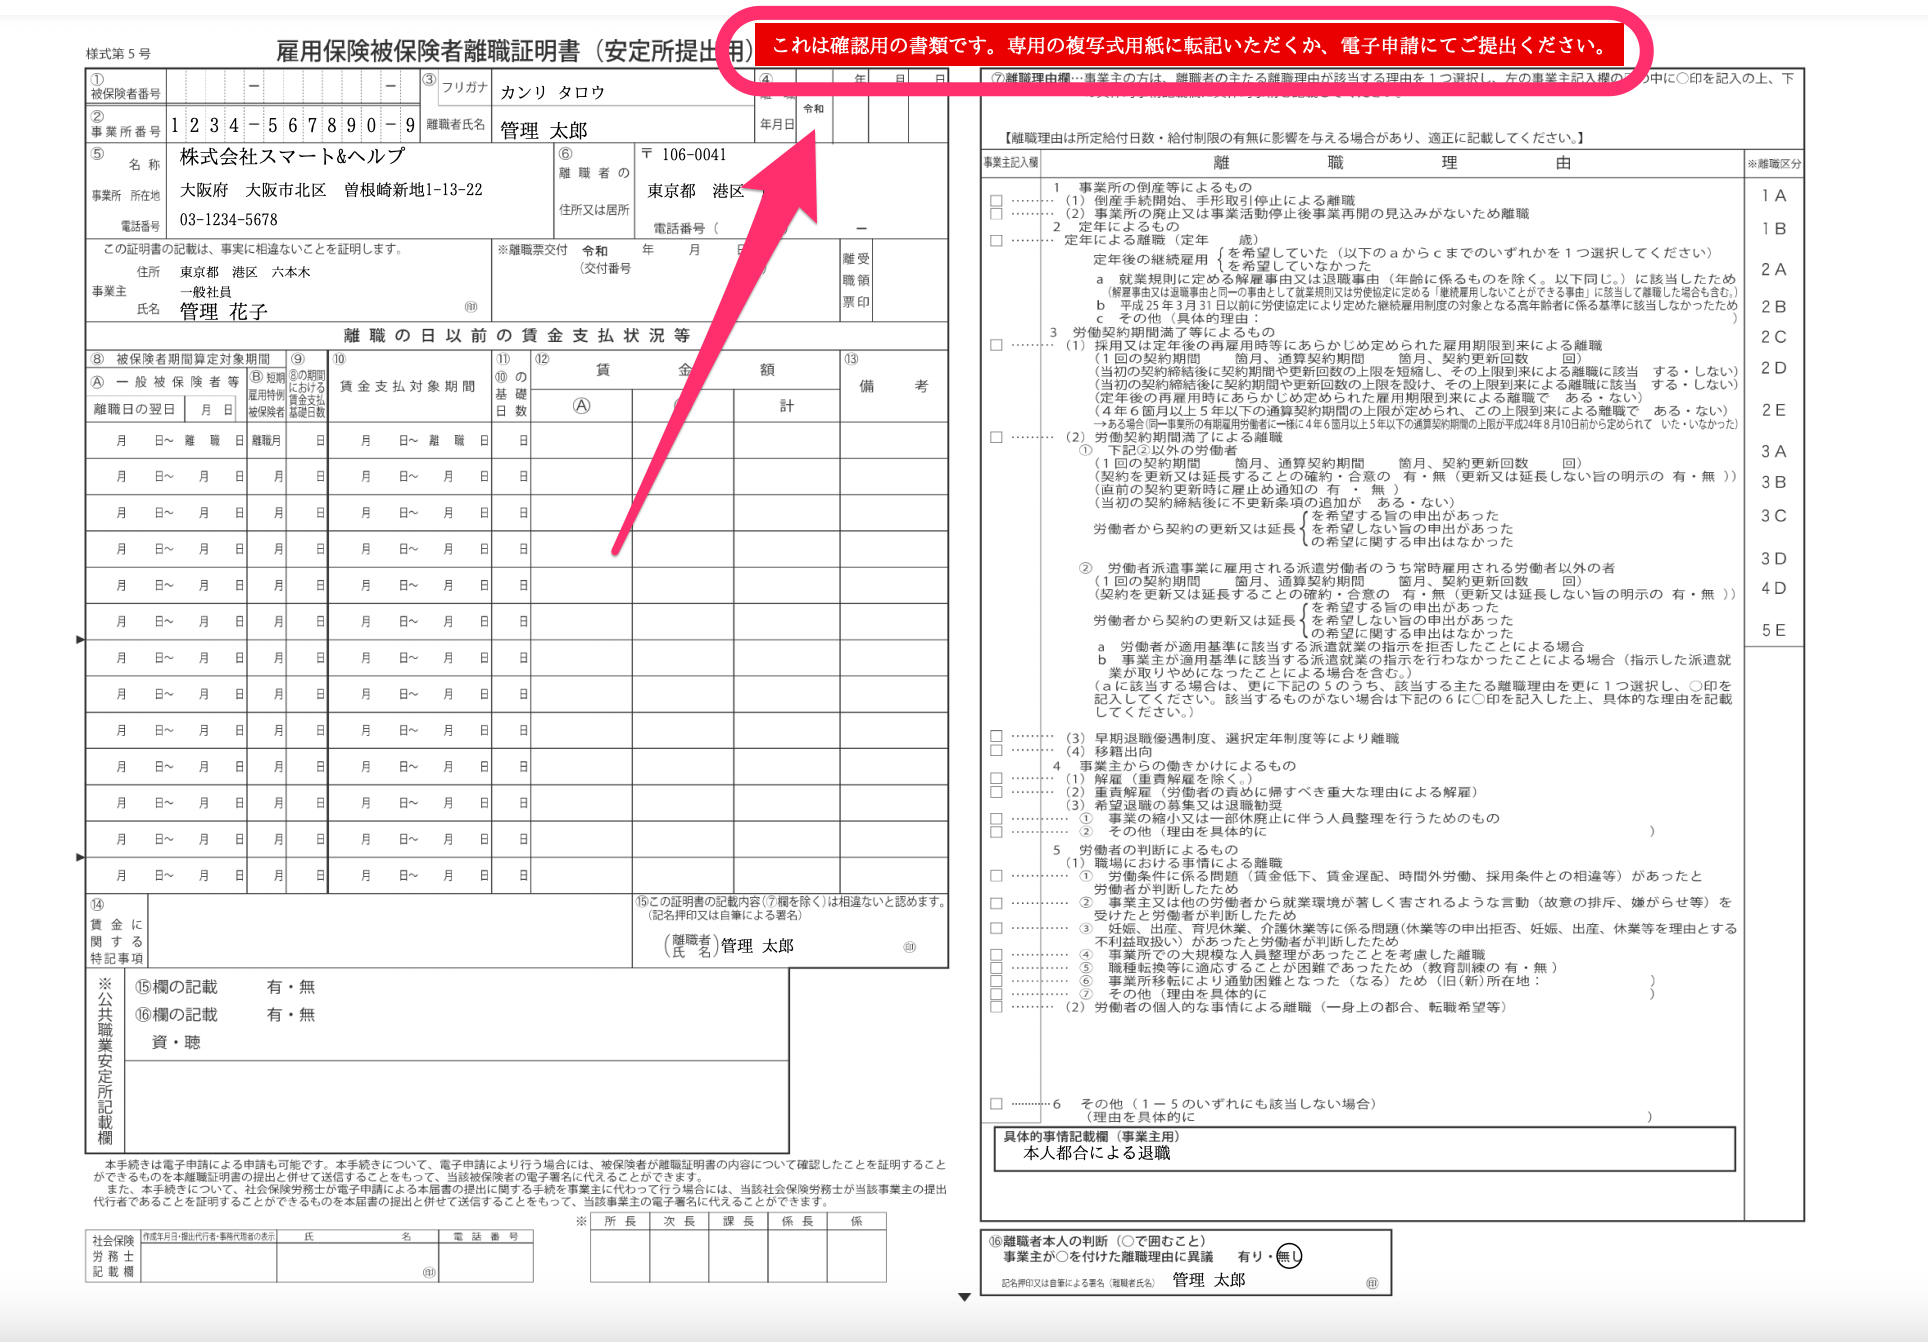 様式第５号
雇用保険被保険者離職証明書（安定所提出用）
これは確認用の書類です。専用の複写式用紙に転記いただくか、電子申請にてご提出ください。
① 被保険者番号 － －
② 事業所番号 1234－567890－9
③ フリガナ カンリ タロウ
離職者氏名 管理 太郎
④ 年 月 日
年月日 令和
⑤ 名称 株式会社スマート&ヘルプ
事業所 所在地 大阪府 大阪市北区 曽根崎新地1-13-22
電話番号 03-1234-5678
⑥ 離職者の 〒 106-0041
住所又は居所 東京都 港区
電話番号（ ー
この証明書の記載は、事実に相違ないことを証明します。
住所 東京都 港区 六本木
事業主 一般社員
氏名 管理 花子 ㊞
※離職票交付 令和 年 月
（交付番号
離職票 受領印
離職の日以前の賃金支払状況等
⑧ 被保険者期間算定対象期間
Ⓐ 一般被保険者等
離職日の翌日 月 日
Ⓑ 短期雇用特例被保険者
⑨ ⑧の期間における賃金支払基礎日数
⑩ 賃金支払対象期間
⑪ ⑩の基礎日数
⑫ 賃 金 額
Ⓐ 計
⑬ 備 考
月 日～ 離 職 日 離職月 日 月 日～ 離 職 日 日
月 日～ 月 日 月 日 月 日～ 月 日 日
月 日～ 月 日 月 日 月 日～ 月 日 日
月 日～ 月 日 月 日 月 日～ 月 日 日
月 日～ 月 日 月 日 月 日～ 月 日 日
月 日～ 月 日 月 日 月 日～ 月 日 日
月 日～ 月 日 月 日 月 日～ 月 日 日
月 日～ 月 日 月 日 月 日～ 月 日 日
月 日～ 月 日 月 日 月 日～ 月 日 日
月 日～ 月 日 月 日 月 日～ 月 日 日
月 日～ 月 日 月 日 月 日～ 月 日 日
月 日～ 月 日 月 日 月 日～ 月 日 日
月 日～ 月 日 月 日 月 日～ 月 日 日
⑭ 賃金に関する特記事項
⑮この証明書の記載内容（⑦欄を除く）は相違ないと認めます。
（記名押印又は自筆による署名）
（離職者氏名）管理 太郎 ㊞
※公共職業安定所記載欄
⑮欄の記載 有・無
⑯欄の記載 有・無
資・聴
本手続きは電子申請による申請も可能です。本手続きについて、電子申請により行う場合には、被保険者が離職証明書の内容について確認したことを証明すること
ができるものを本離職証明書の提出と併せて送信することをもって、当該被保険者の電子署名に代えることができます。
また、本手続きについて、社会保険労務士が電子申請による本届書の提出に関する手続を事業主に代わって行う場合には、当該社会保険労務士が当該事業主の提出
代行者であることを証明することができるものを本届書の提出と併せて送信することをもって、当該事業主の電子署名に代えることができます。
社会保険労務士記載欄
作成年月日・提出代行者・事務代理者の表示 氏 名 電話番号
㊞
※ 所長 次長 課長 係長 係
⑦離職理由欄…事業主の方は、離職者の主たる離職理由が該当する理由を１つ選択し、左の事業主記入欄の の中に〇印を記入の上、下
【離職理由は所定給付日数・給付制限の有無に影響を与える場合があり、適正に記載してください。】
事業主記入欄 離 職 理 由 ※離職区分
１ 事業所の倒産等によるもの
□ ……… （１）倒産手続開始、手形取引停止による離職
□ ……… （２）事業所の廃止又は事業活動停止後事業再開の見込みがないため離職
２ 定年によるもの
□ ……… 定年による離職（定年 歳）
定年後の継続雇用 ｛を希望していた（以下のａからｃまでのいずれかを１つ選択してください）
を希望していなかった
ａ 就業規則に定める解雇事由又は退職事由（年齢に係るものを除く。以下同じ。）に該当したため
（解雇事由又は退職事由と同一の事由として就業規則又は労使協定に定める「継続雇用しないことができる事由」に該当して離職した場合も含む。）
ｂ 平成25年３月31日以前に労使協定により定めた継続雇用制度の対象となる高年齢者に係る基準に該当しなかったため
ｃ その他（具体的理由： ）
３ 労働契約期間満了等によるもの
□ ……… （１）採用又は定年後の再雇用時等にあらかじめ定められた雇用期限到来による離職
（１回の契約期間 箇月、通算契約期間 箇月、契約更新回数 回）
（当初の契約締結後に契約期間や更新回数の上限を短縮し、その上限到来による離職に該当 する・しない）
（当初の契約締結後に契約期間や更新回数の上限を設け、その上限到来による離職に該当 する・しない）
（定年後の再雇用時にあらかじめ定められた雇用期限到来による離職で ある・ない）
（４年６箇月以上５年以下の通算契約期間の上限が定められ、この上限到来による離職で ある・ない）
→ある場合（同一事業所の有期雇用労働者に一様に４年６箇月以上５年以下の通算契約期間の上限が平成24年８月10日前から定められて いた・いなかった）
□ ……… （２）労働契約期間満了による離職
① 下記②以外の労働者
（１回の契約期間 箇月、通算契約期間 箇月、契約更新回数 回）
（契約を更新又は延長することの確約・合意の 有・無（更新又は延長しない旨の明示の 有・無 ））
（直前の契約更新時に雇止め通知の 有 ・ 無 ）
（当初の契約締結後に不更新条項の追加が ある・ない）
労働者から契約の更新又は延長 ｛を希望する旨の申出があった
を希望しない旨の申出があった
の希望に関する申出はなかった
② 労働者派遣事業に雇用される派遣労働者のうち常時雇用される労働者以外の者
（１回の契約期間 箇月、通算契約期間 箇月、契約更新回数 回）
（契約を更新又は延長することの確約・合意の 有・無（更新又は延長しない旨の明示の 有・無 ））
労働者から契約の更新又は延長 ｛を希望する旨の申出があった
を希望しない旨の申出があった
の希望に関する申出はなかった
ａ 労働者が適用基準に該当する派遣就業の指示を拒否したことによる場合
ｂ 事業主が適用基準に該当する派遣就業の指示を行わなかったことによる場合（指示した派遣就
業が取りやめになったことによる場合を含む。）
（ａに該当する場合は、更に下記の５のうち、該当する主たる離職理由を更に１つ選択し、〇印を
記入してください。該当するものがない場合は下記の６に〇印を記入した上、具体的な理由を記載
してください。）
□ ……… （３）早期退職優遇制度、選択定年制度等により離職
□ ……… （４）移籍出向
４ 事業主からの働きかけによるもの
□ ……… （１）解雇（重責解雇を除く。）
□ ……… （２）重責解雇（労働者の責めに帰すべき重大な理由による解雇）
（３）希望退職の募集又は退職勧奨
□ ………… ① 事業の縮小又は一部休廃止に伴う人員整理を行うためのもの
□ ………… ② その他（理由を具体的に ）
５ 労働者の判断によるもの
（１）職場における事情による離職
□ ………… ① 労働条件に係る問題（賃金低下、賃金遅配、時間外労働、採用条件との相違等）があったと
労働者が判断したため
□ ………… ② 事業主又は他の労働者から就業環境が著しく害されるような言動（故意の排斥、嫌がらせ等）を
受けたと労働者が判断したため
□ ………… ③ 妊娠、出産、育児休業、介護休業等に係る問題（休業等の申出拒否、妊娠、出産、休業等を理由とする
不利益取扱い）があったと労働者が判断したため
□ ………… ④ 事業所での大規模な人員整理があったことを考慮した離職
□ ………… ⑤ 職種転換等に適応することが困難であったため（教育訓練の 有・無 ）
□ ………… ⑥ 事業所移転により通勤困難となった（なる）ため（旧（新）所在地： ）
□ ………… ⑦ その他（理由を具体的に ）
□ ……… （２）労働者の個人的な事情による離職（一身上の都合、転職希望等）
□ ………６ その他（１－５のいずれにも該当しない場合）
（理由を具体的に ）
１Ａ
１Ｂ
２Ａ
２Ｂ
２Ｃ
２Ｄ
２Ｅ
３Ａ
３Ｂ
３Ｃ
３Ｄ
４Ｄ
５Ｅ
具体的事情記載欄（事業主用）
本人都合による退職
⑯離職者本人の判断（〇で囲むこと）
事業主が〇を付けた離職理由に異議 有り・無し
記名押印又は自筆による署名（離職者氏名） 管理 太郎 ㊞